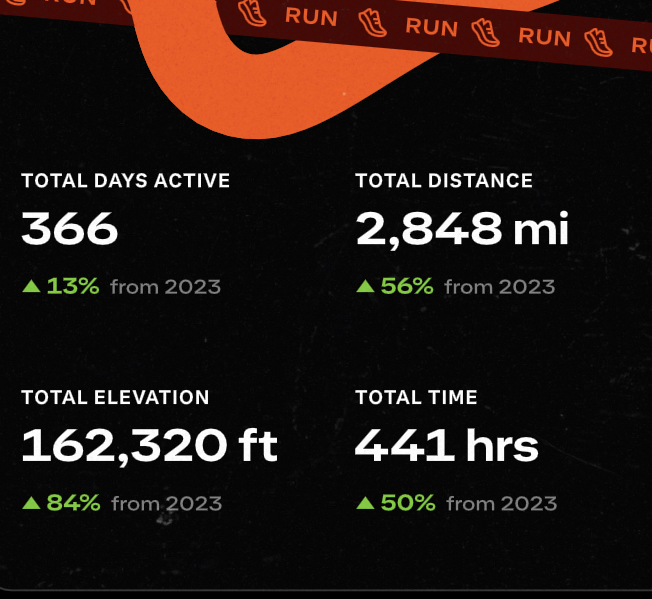 RUN RUN RUN RUN
TOTAL DAYS ACTIVE
366
▲ 13% from 2023
TOTAL DISTANCE
2,848 mi
▲ 56% from 2023
TOTAL ELEVATION
162,320 ft
▲ 84% from 2023
TOTAL TIME
441 hrs
▲ 50% from 2023